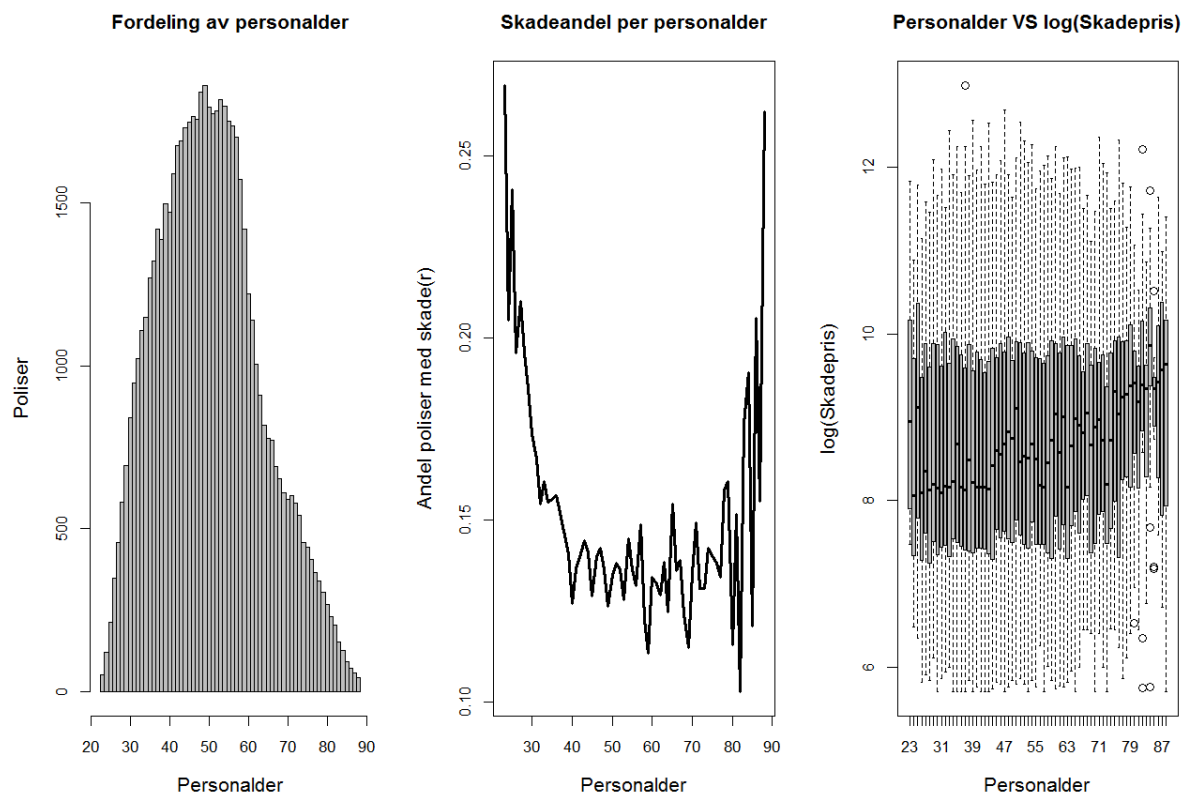 Fordeling av personalder
Poliser
0
500
1000
1500
20 30 40 50 60 70 80 90
Personalder
Skadeandel per personalder
Andel poliser med skade(r)
0.10
0.15
0.20
0.25
30 40 50 60 70 80 90
Personalder
Personalder VS log(Skadepris)
log(Skadepris)
6
8
10
12
23 31 39 47 55 63 71 79 87
Personalder